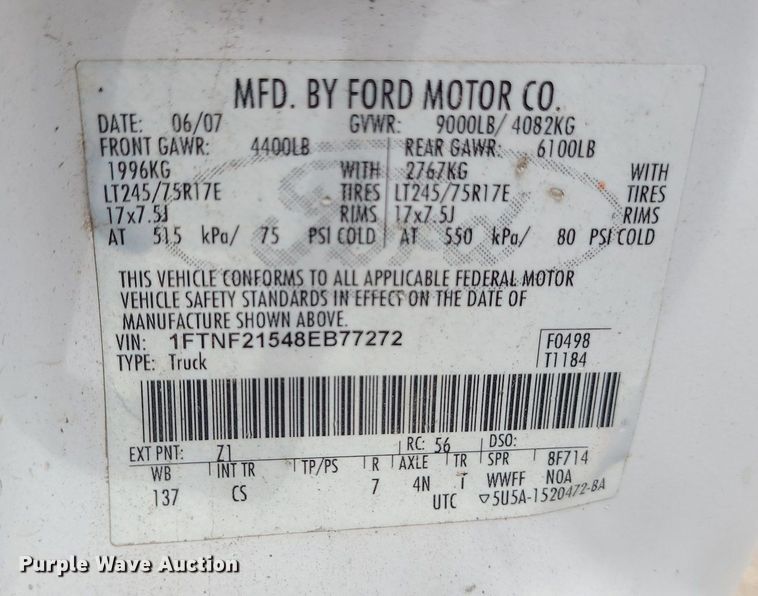 MFD. BY FORD MOTOR CO.
DATE: 06/07 GVWR: 9000LB/ 4082KG
FRONT GAWR: 4400LB REAR GAWR: 6100LB
1996KG WITH 2767KG WITH
LT245/75R17E TIRES LT245/75R17E TIRES
17x7.5J RIMS 17x7.5J RIMS
AT 515 kPa/ 75 PSI COLD AT 550 kPa/ 80 PSI COLD
Ford
THIS VEHICLE CONFORMS TO ALL APPLICABLE FEDERAL MOTOR
VEHICLE SAFETY STANDARDS IN EFFECT ON THE DATE OF
MANUFACTURE SHOWN ABOVE.
VIN: 1FTNF21548EB77272 F0498
TYPE: Truck T1184
EXT PNT: Z1 RC: 56 DSO:
WB INT TR TP/PS R AXLE TR SPR 8F714
137 CS 7 4N T WWFF NOA
UTC ▽5U5A-1520472-BA
Purple Wave Auction